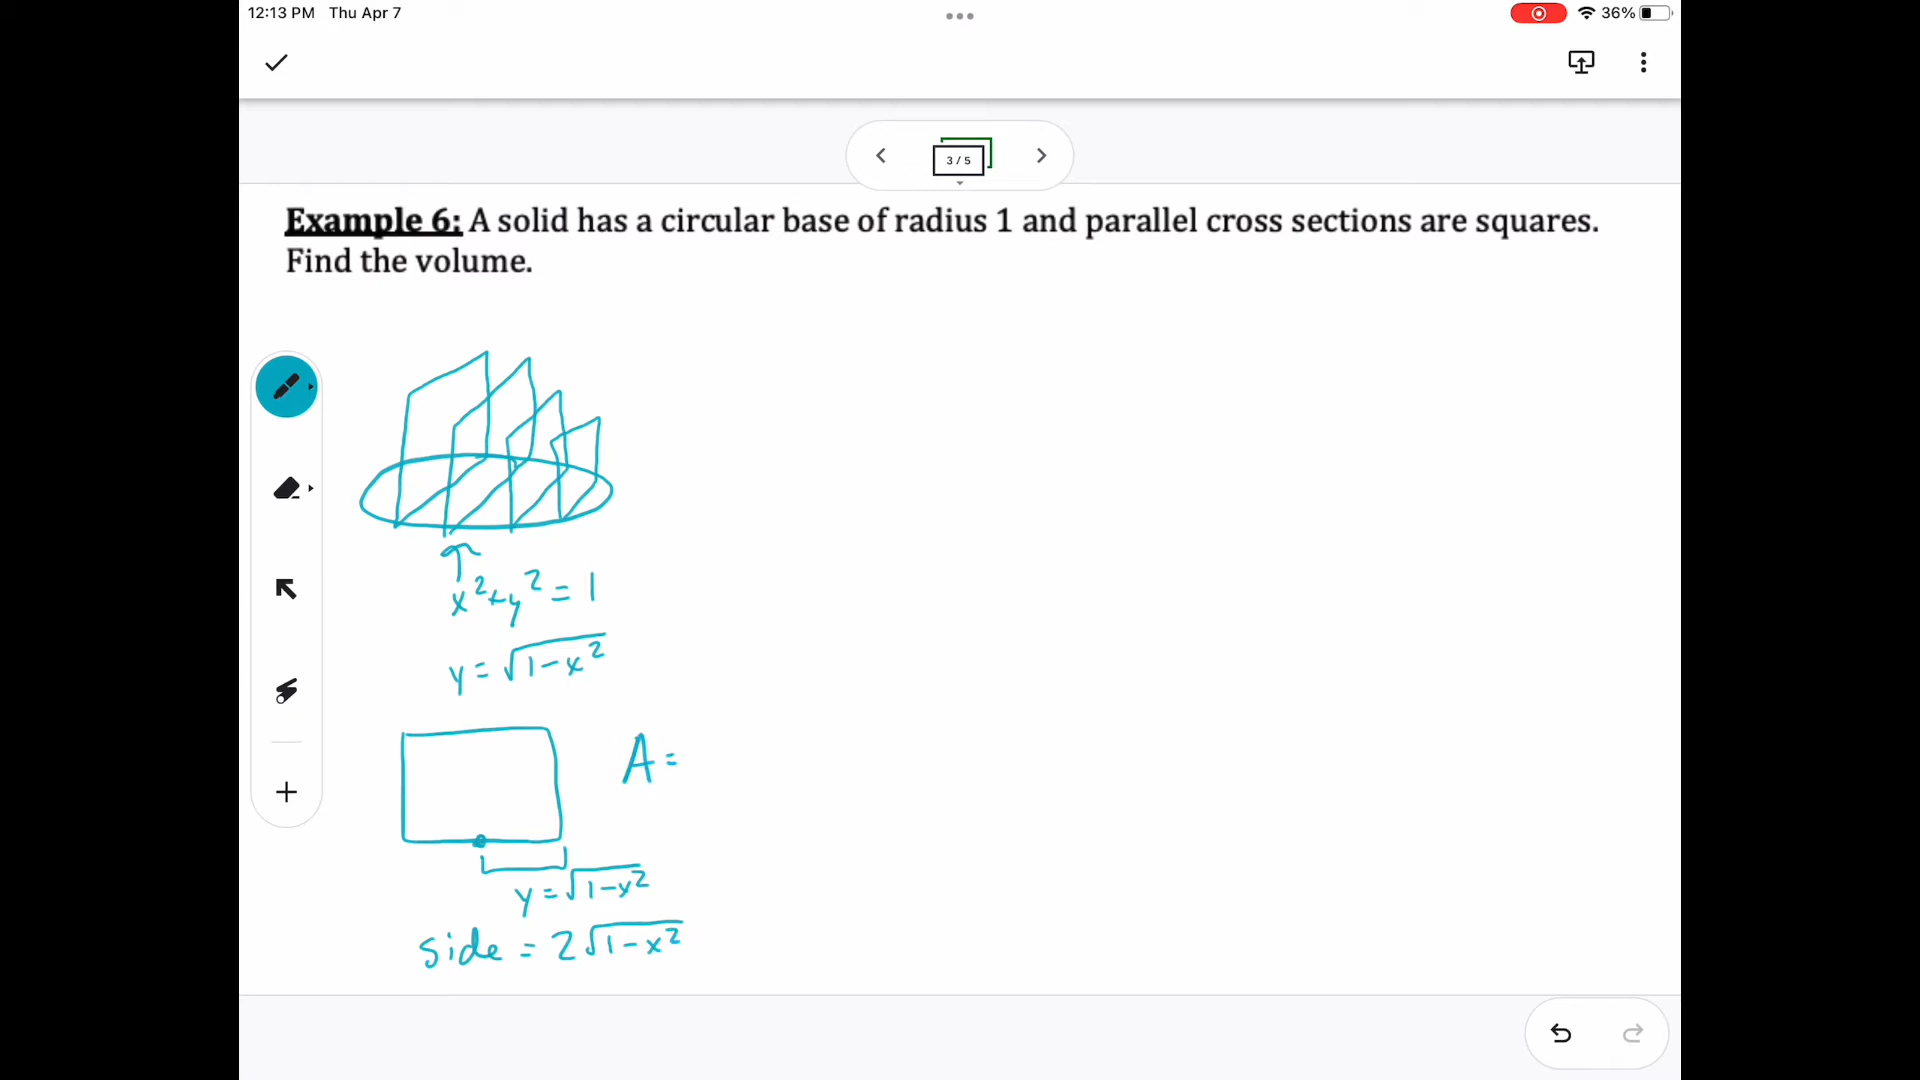 12:13 PM Thu Apr 7
36%
3 / 5
Example 6: A solid has a circular base of radius 1 and parallel cross sections are squares.
Find the volume.
x² + y² = 1
y = √(1-x²)
A =
y = √(1-x²)
side = 2√(1-x²)